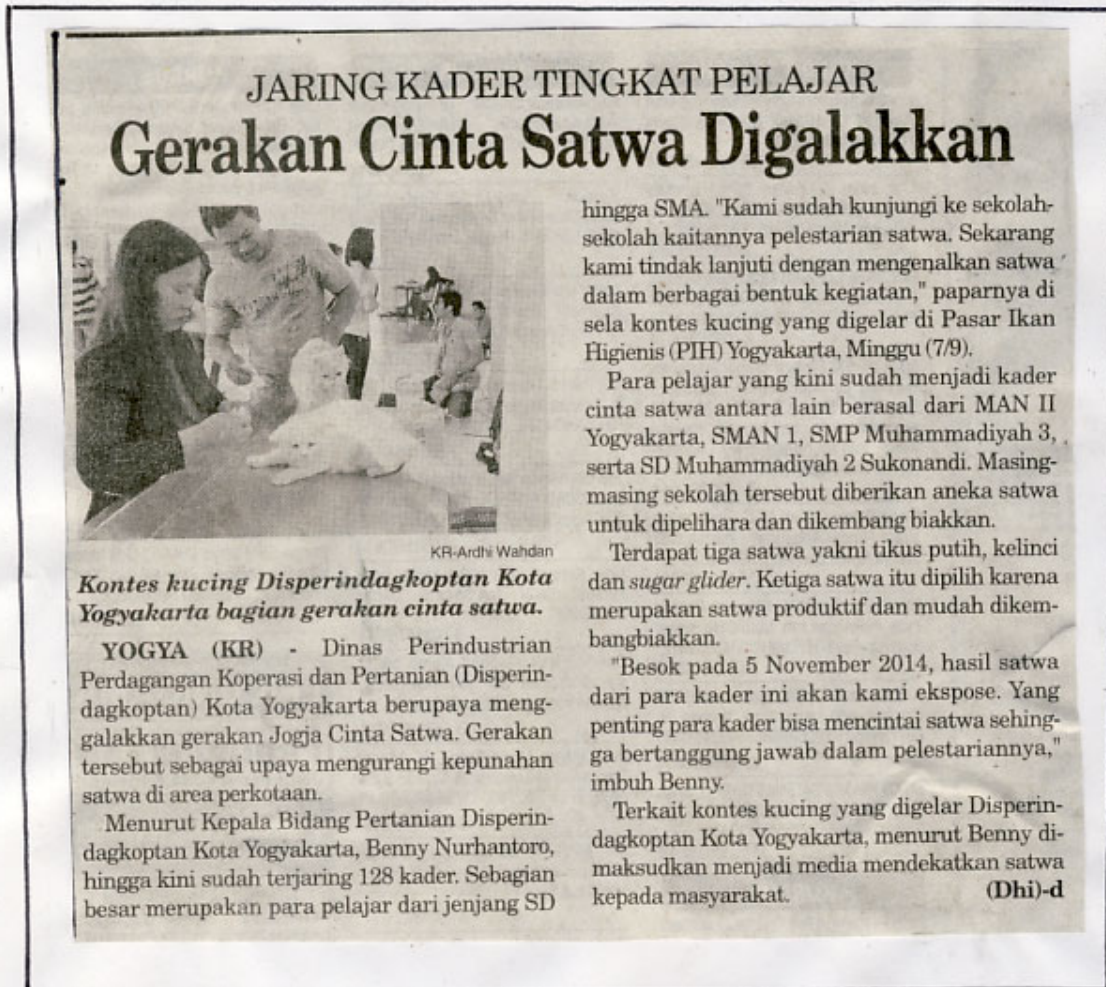 JARING KADER TINGKAT PELAJAR
Gerakan Cinta Satwa Digalakkan
KR-Ardhi Wahdan
Kontes kucing Disperindagkoptan Kota
Yogyakarta bagian gerakan cinta satwa.
YOGYA (KR) - Dinas Perindustrian
Perdagangan Koperasi dan Pertanian (Disperin-
dagkoptan) Kota Yogyakarta berupaya meng-
galakkan gerakan Jogja Cinta Satwa. Gerakan
tersebut sebagai upaya mengurangi kepunahan
satwa di area perkotaan.
Menurut Kepala Bidang Pertanian Disperin-
dagkoptan Kota Yogyakarta, Benny Nurhantoro,
hingga kini sudah terjaring 128 kader. Sebagian
besar merupakan para pelajar dari jenjang SD
hingga SMA. "Kami sudah kunjungi ke sekolah-
sekolah kaitannya pelestarian satwa. Sekarang
kami tindak lanjuti dengan mengenalkan satwa
dalam berbagai bentuk kegiatan," paparnya di
sela kontes kucing yang digelar di Pasar Ikan
Higienis (PIH) Yogyakarta, Minggu (7/9).
Para pelajar yang kini sudah menjadi kader
cinta satwa antara lain berasal dari MAN II
Yogyakarta, SMAN 1, SMP Muhammadiyah 3,
serta SD Muhammadiyah 2 Sukonandi. Masing-
masing sekolah tersebut diberikan aneka satwa
untuk dipelihara dan dikembang biakkan.
Terdapat tiga satwa yakni tikus putih, kelinci
dan sugar glider. Ketiga satwa itu dipilih karena
merupakan satwa produktif dan mudah dikem-
bangbiakkan.
"Besok pada 5 November 2014, hasil satwa
dari para kader ini akan kami ekspose. Yang
penting para kader bisa mencintai satwa sehing-
ga bertanggung jawab dalam pelestariannya,"
imbuh Benny.
Terkait kontes kucing yang digelar Disperin-
dagkoptan Kota Yogyakarta, menurut Benny di-
maksudkan menjadi media mendekatkan satwa
kepada masyarakat. (Dhi)-d